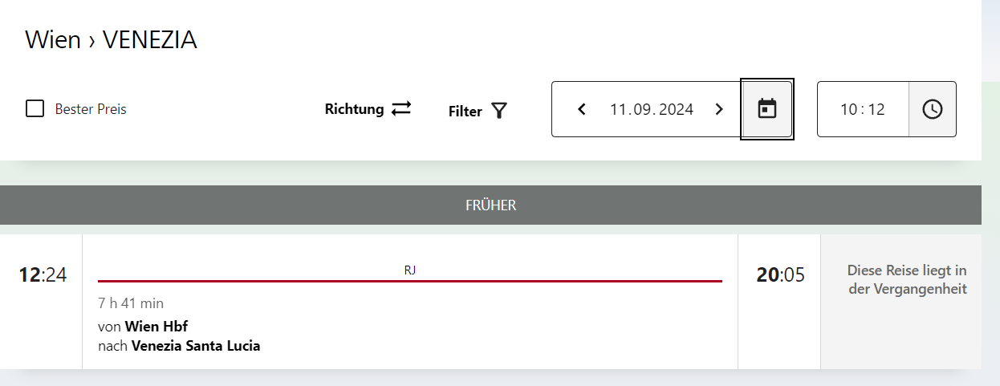 Wien › VENEZIA
Bester Preis
Richtung
Filter
11.09.2024
10:12
FRÜHER
12:24
RJ
20:05
Diese Reise liegt in
der Vergangenheit
7 h 41 min
von Wien Hbf
nach Venezia Santa Lucia